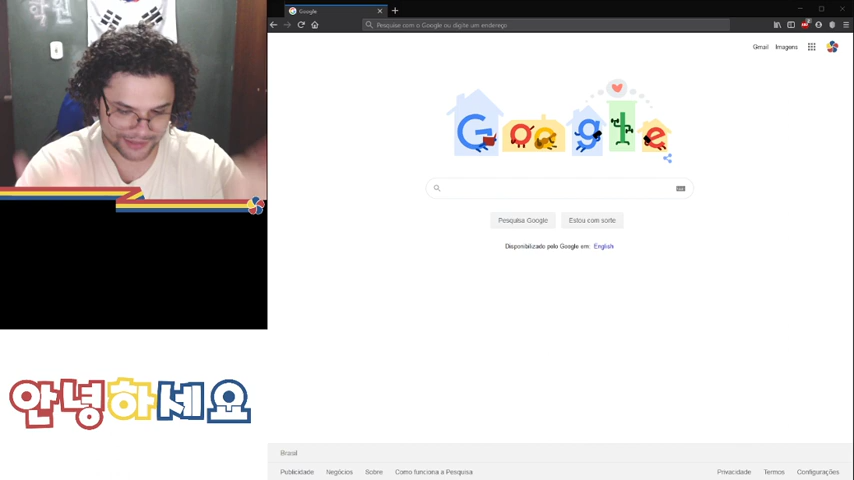 학원
Google
Pesquise com o Google ou digite um endereço
Gmail Imagens
Google
Pesquisa Google Estou com sorte
Disponibilizado pelo Google em: English
안녕하세요
Brasil
Publicidade Negócios Sobre Como funciona a Pesquisa Privacidade Termos Configurações